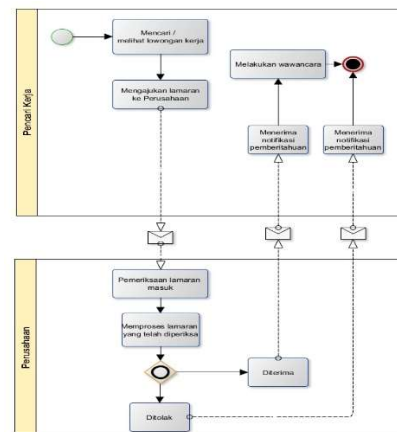 Pencari Kerja
Mencari /
melihat lowongan kerja
Mengajukan lamaran
ke Perusahaan
Melakukan wawancara
Menerima
notifikasi
pemberitahuan
Menerima
notifikasi
pemberitahuan
Perusahaan
Pemeriksaan lamaran
masuk
Memproses lamaran
yang telah diperiksa
Diterima
Ditolak